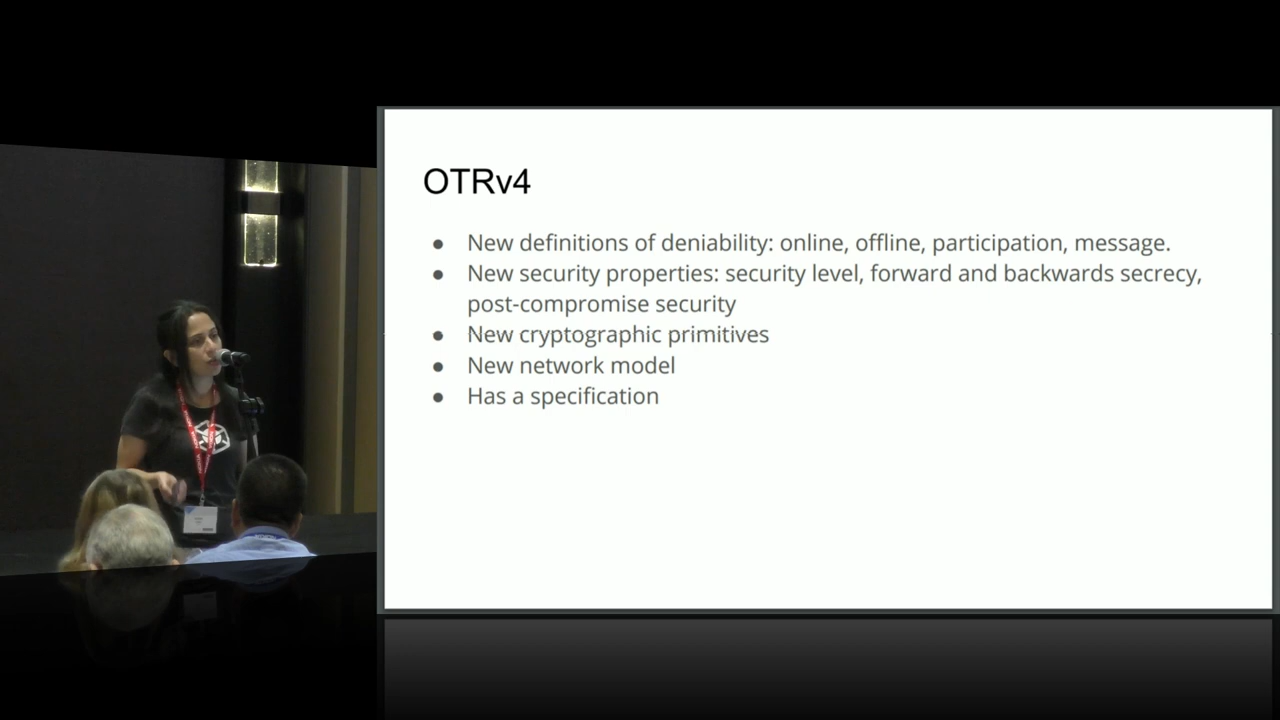 OTRv4
● New definitions of deniability: online, offline, participation, message.
● New security properties: security level, forward and backwards secrecy,
post-compromise security
● New cryptographic primitives
● New network model
● Has a specification